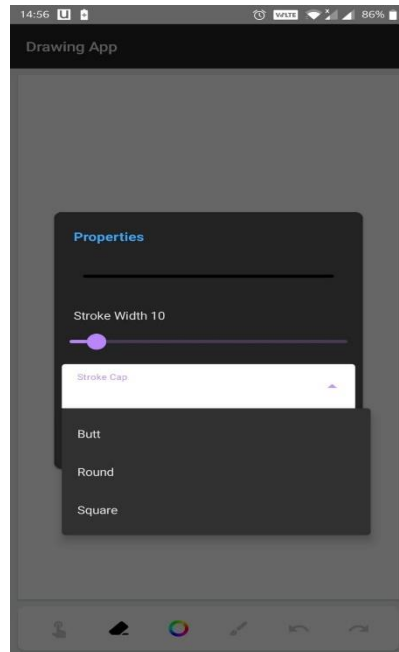 14:56 U VoLTE 86%
Drawing App
Properties
Stroke Width 10
Stroke Cap
Butt
Round
Square